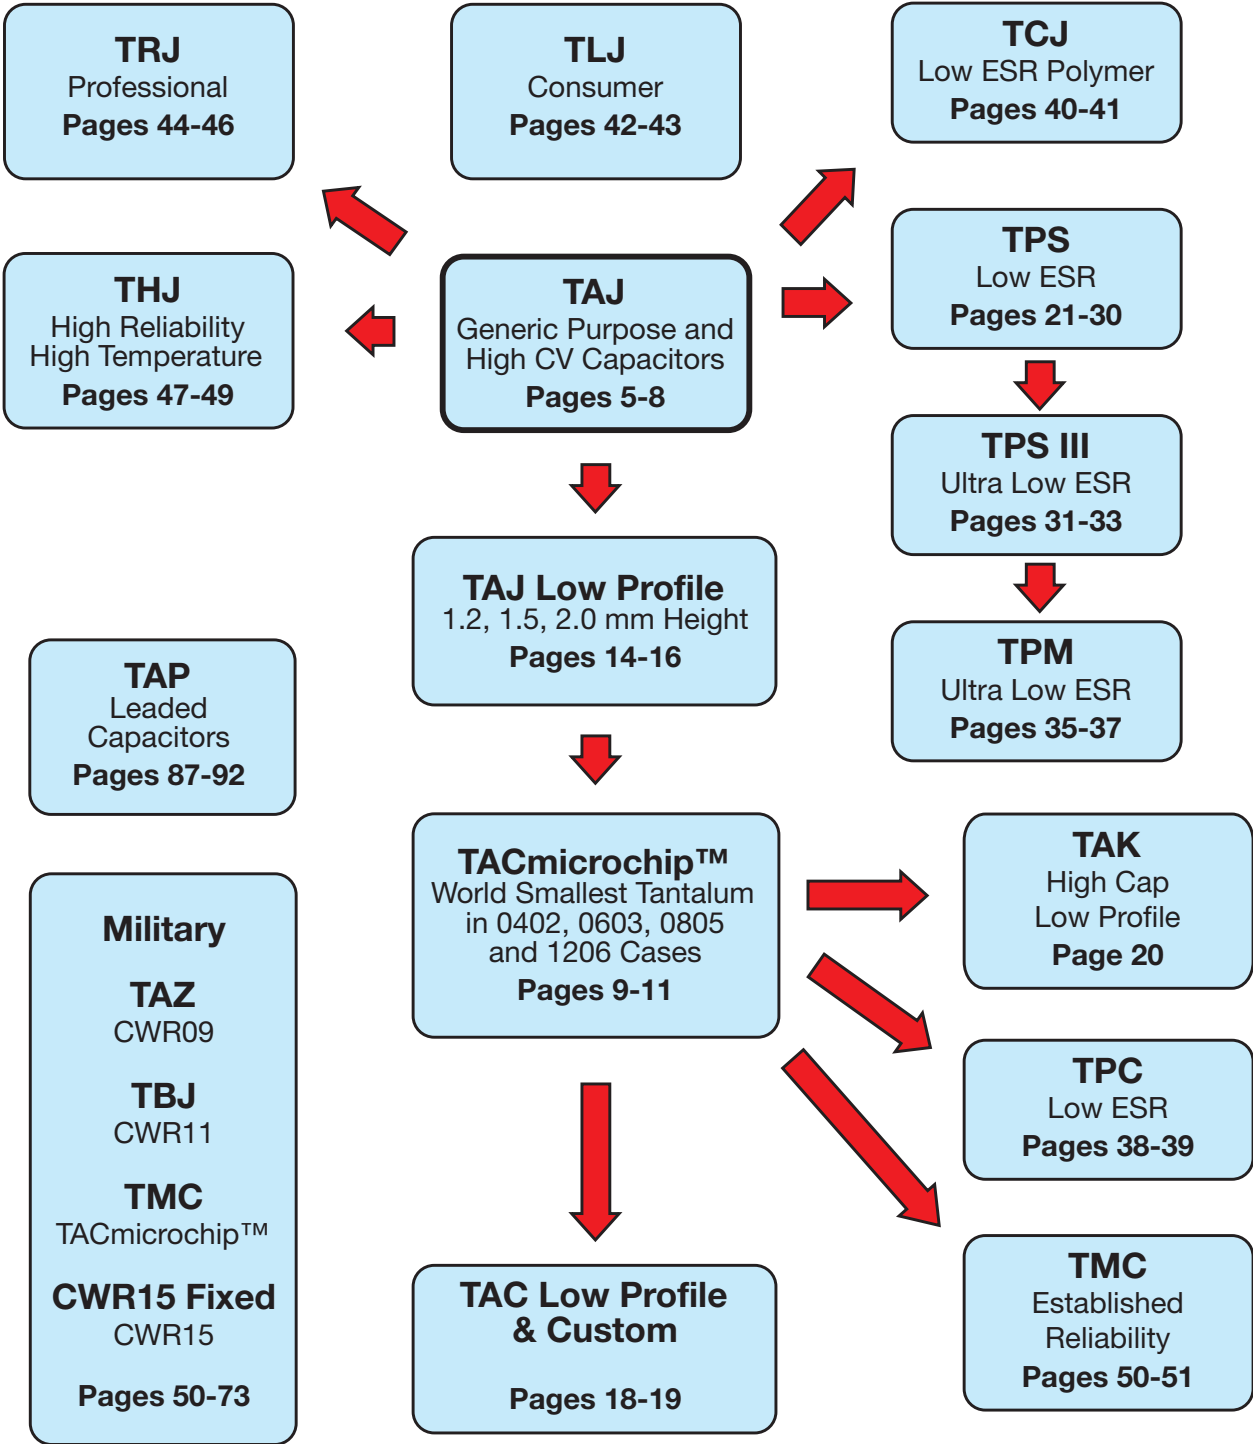 TRJ
Professional
Pages 44-46
TLJ
Consumer
Pages 42-43
TCJ
Low ESR Polymer
Pages 40-41
THJ
High Reliability
High Temperature
Pages 47-49
TAJ
Generic Purpose and
High CV Capacitors
Pages 5-8
TPS
Low ESR
Pages 21-30
TPS III
Ultra Low ESR
Pages 31-33
TAJ Low Profile
1.2, 1.5, 2.0 mm Height
Pages 14-16
TPM
Ultra Low ESR
Pages 35-37
TAP
Leaded
Capacitors
Pages 87-92
TACmicrochip™
World Smallest Tantalum
in 0402, 0603, 0805
and 1206 Cases
Pages 9-11
TAK
High Cap
Low Profile
Page 20
Military
TAZ
CWR09
TBJ
CWR11
TMC
TACmicrochip™
CWR15 Fixed
CWR15
Pages 50-73
TPC
Low ESR
Pages 38-39
TAC Low Profile
& Custom
Pages 18-19
TMC
Established
Reliability
Pages 50-51